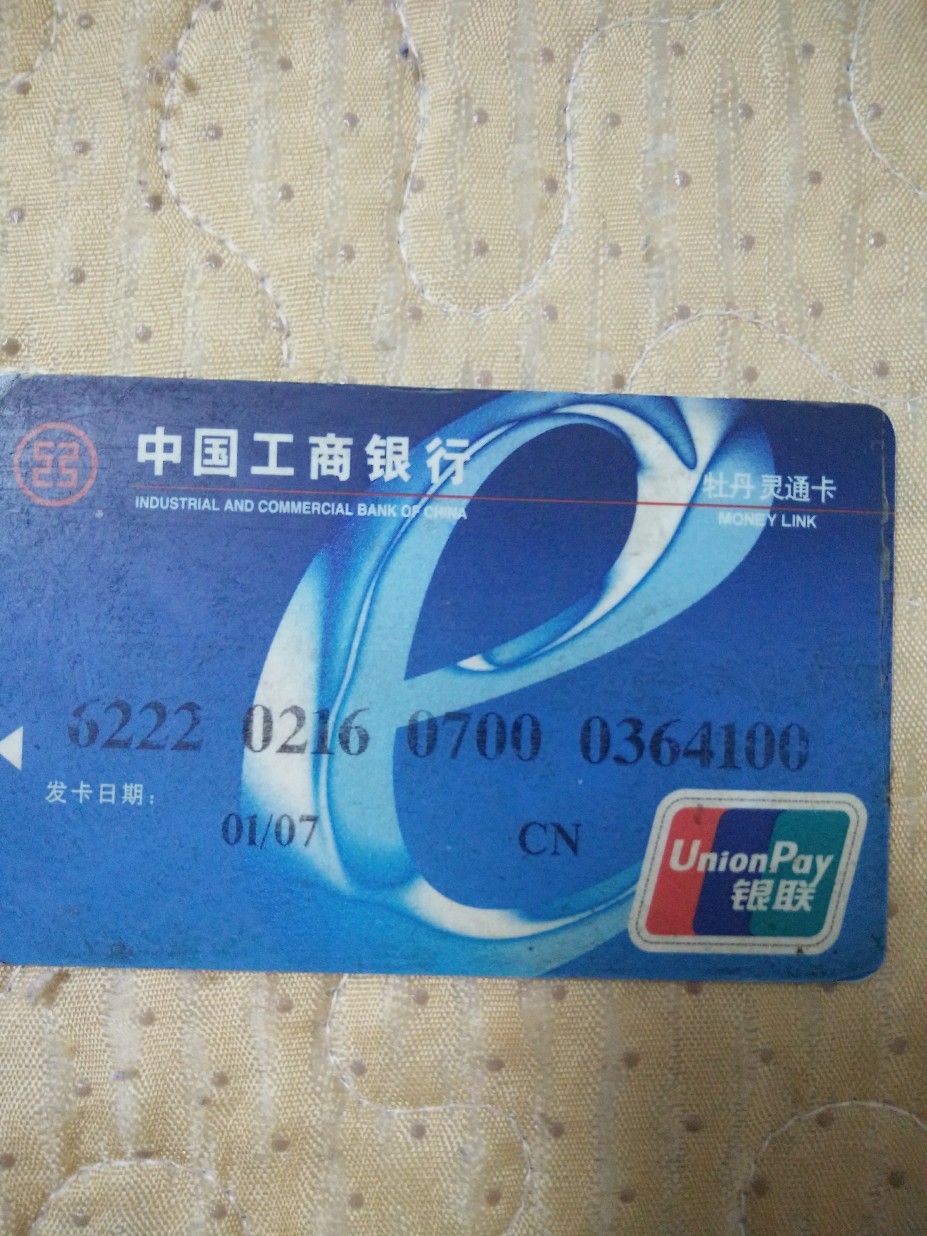 中国工商银行
INDUSTRIAL AND COMMERCIAL BANK OF CHINA
牡丹灵通卡
MONEY LINK
6222 0216 0700 0364100
发卡日期：
01/07 CN
UnionPay
银联